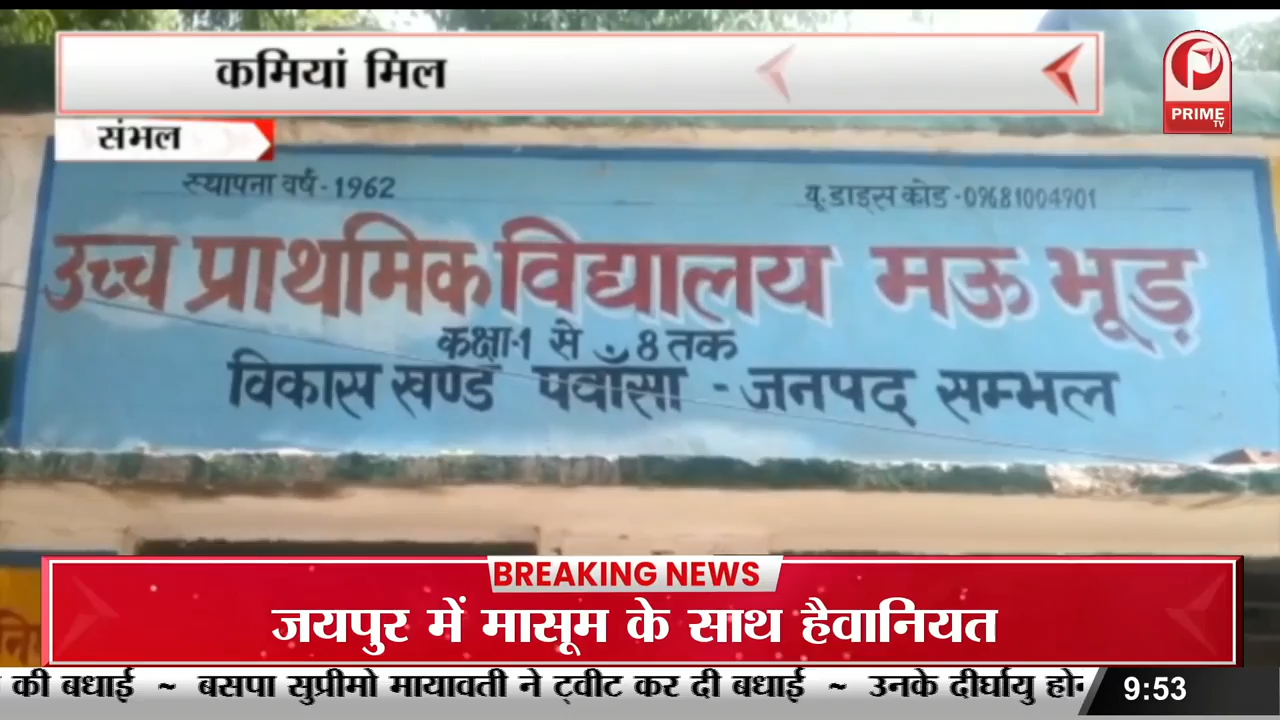 कमियां मिल
PRIME
TV
संभल
स्थापना वर्ष-1962 यू.डाइस कोड-09681004901
उच्च प्राथमिक विद्यालय मऊ भूड़
कक्षा-1 से 8 तक
विकास खण्ड पवाँसा - जनपद सम्भल
BREAKING NEWS
जयपुर में मासूम के साथ हैवानियत
की बधाई ~ बसपा सुप्रीमो मायावती ने ट्वीट कर दी बधाई ~ उनके दीर्घायु
9:53